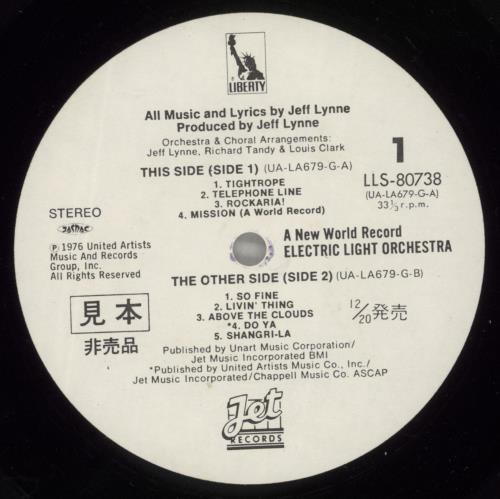 LIBERTY
All Music and Lyrics by Jeff Lynne
Produced by Jeff Lynne
Orchestra & Choral Arrangements:
Jeff Lynne, Richard Tandy & Louis Clark
THIS SIDE (SIDE 1) (UA-LA679-G-A)
1. TIGHTROPE
2. TELEPHONE LINE
3. ROCKARIA!
4. MISSION (A World Record)
1
LLS-80738
(UA-LA679-G-A)
33 1/3 r.p.m.
STEREO
Ⓟ 1976 United Artists
Music And Records
Group, Inc.
All Rights Reserved
A New World Record
ELECTRIC LIGHT ORCHESTRA
THE OTHER SIDE (SIDE 2) (UA-LA679-G-B)
1. SO FINE
2. LIVIN' THING
3. ABOVE THE CLOUDS
*4. DO YA
5. SHANGRI-LA
見本
非売品
12/20発売
Published by Unart Music Corporation/
Jet Music Incorporated BMI
*Published by United Artists Music Co., Inc./
Jet Music Incorporated/Chappell Music Co. ASCAP
Jet
RECORDS